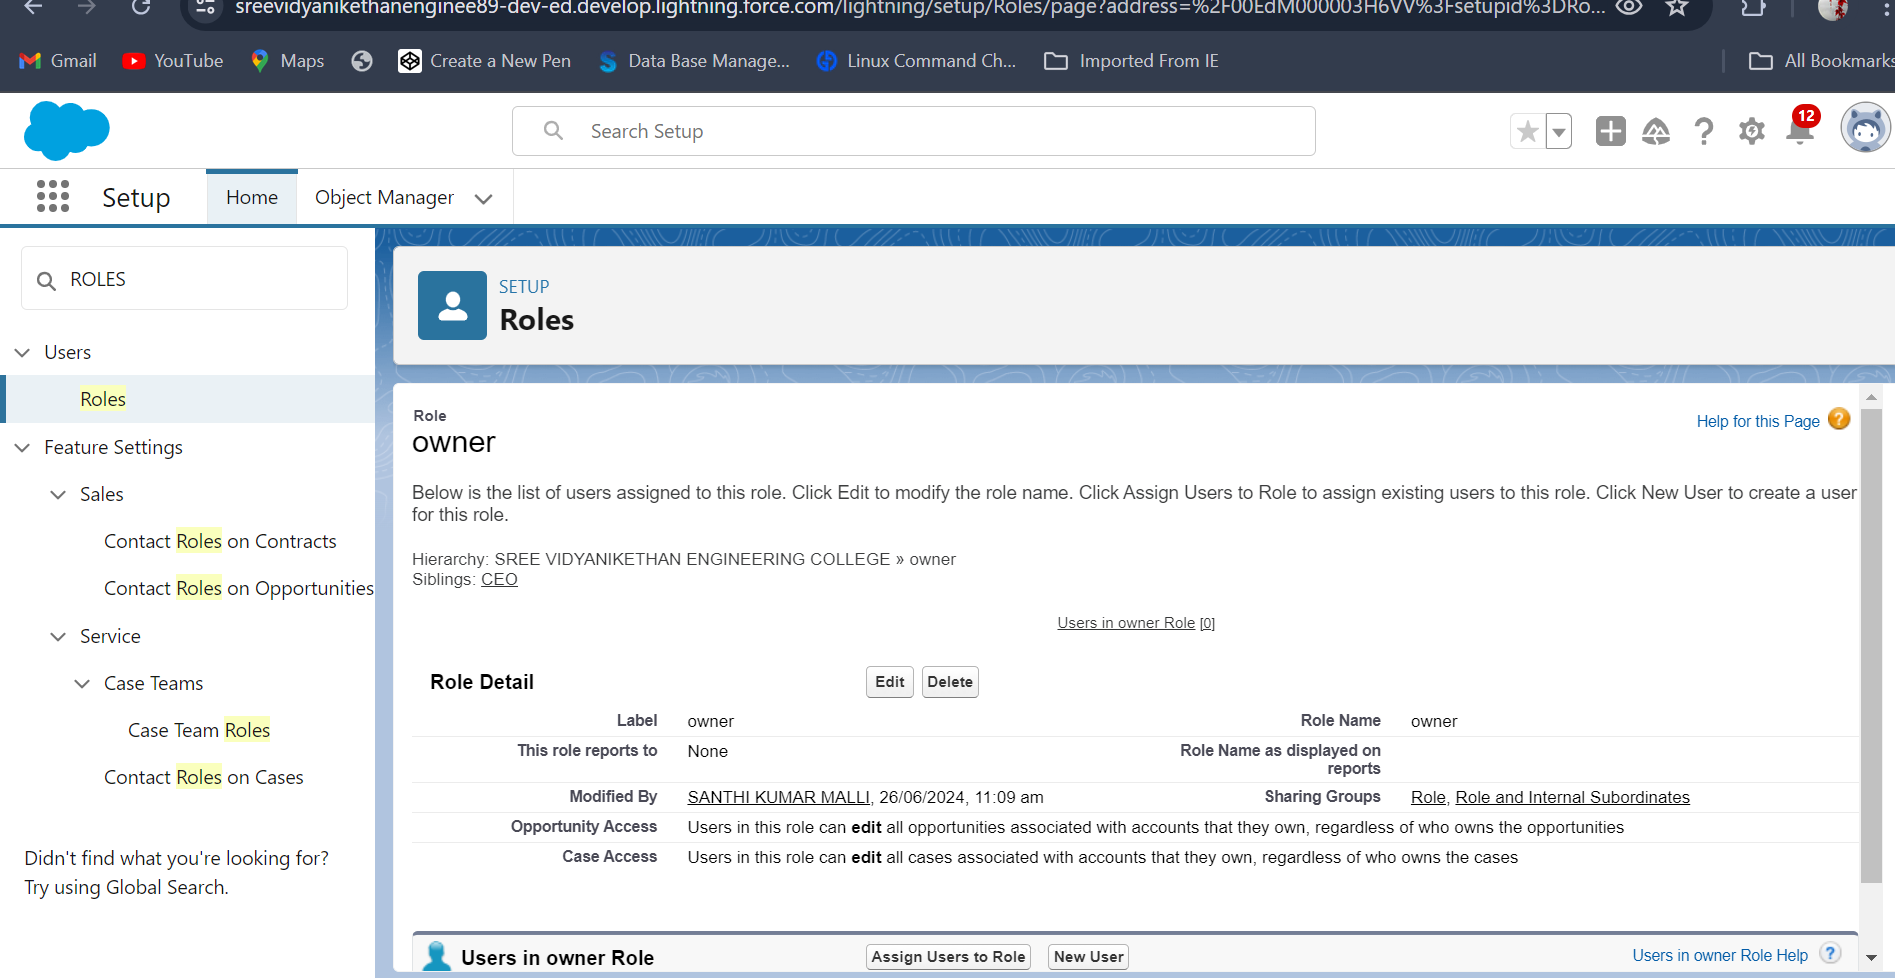 sreevidyanikethanenginee89-dev-ed.develop.lightning.force.com/lightning/setup/Roles/page?address=%2F00EdM000003H6VV%3Fsetupid%3DRo...
Gmail YouTube Maps Create a New Pen Data Base Manage... Linux Command Ch... Imported From IE All Bookmarks
Search Setup
12
Setup Home Object Manager
ROLES
Users
Roles
Feature Settings
Sales
Contact Roles on Contracts
Contact Roles on Opportunities
Service
Case Teams
Case Team Roles
Contact Roles on Cases
Didn't find what you're looking for?
Try using Global Search.
SETUP
Roles
Role
owner
Help for this Page ?
Below is the list of users assigned to this role. Click Edit to modify the role name. Click Assign Users to Role to assign existing users to this role. Click New User to create a user
for this role.
Hierarchy: SREE VIDYANIKETHAN ENGINEERING COLLEGE » owner
Siblings: CEO
Users in owner Role [0]
Role Detail Edit Delete
Label owner Role Name owner
This role reports to None Role Name as displayed on
reports
Modified By SANTHI KUMAR MALLI, 26/06/2024, 11:09 am Sharing Groups Role, Role and Internal Subordinates
Opportunity Access Users in this role can edit all opportunities associated with accounts that they own, regardless of who owns the opportunities
Case Access Users in this role can edit all cases associated with accounts that they own, regardless of who owns the cases
Users in owner Role Assign Users to Role New User Users in owner Role Help ?